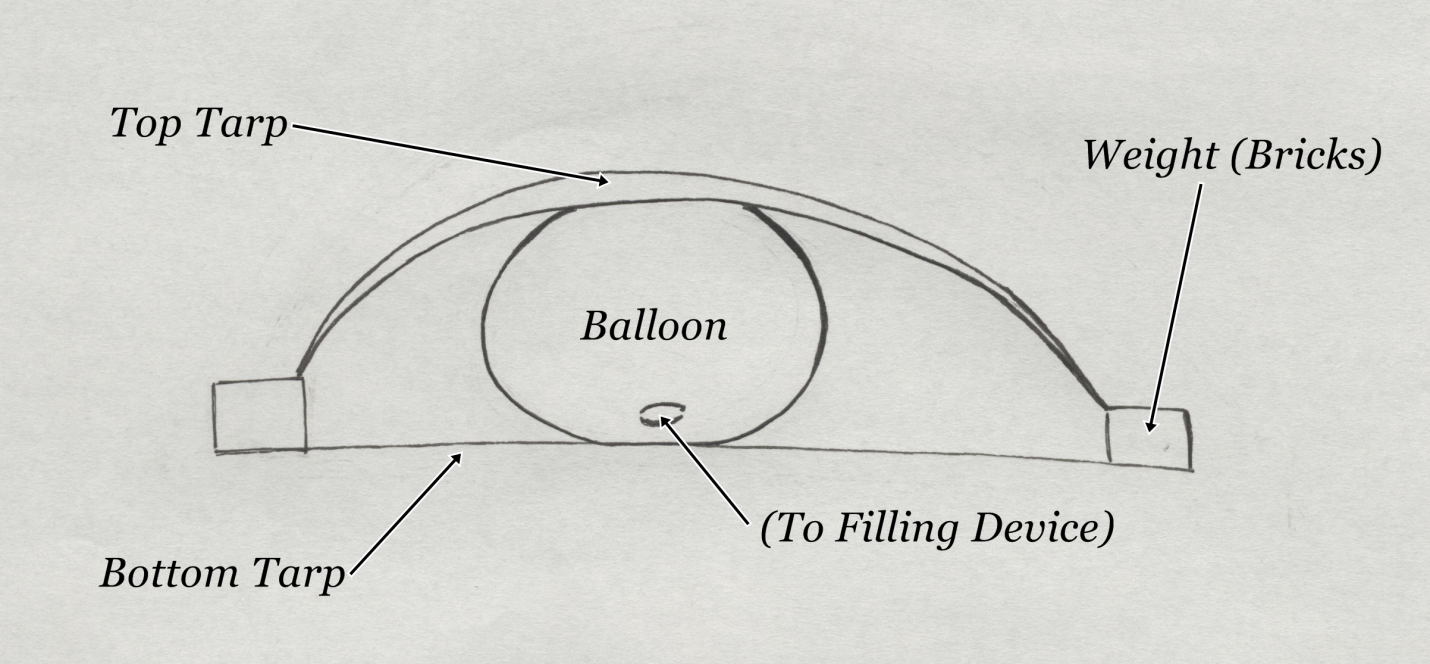 Top Tarp
Weight (Bricks)
Balloon
(To Filling Device)
Bottom Tarp